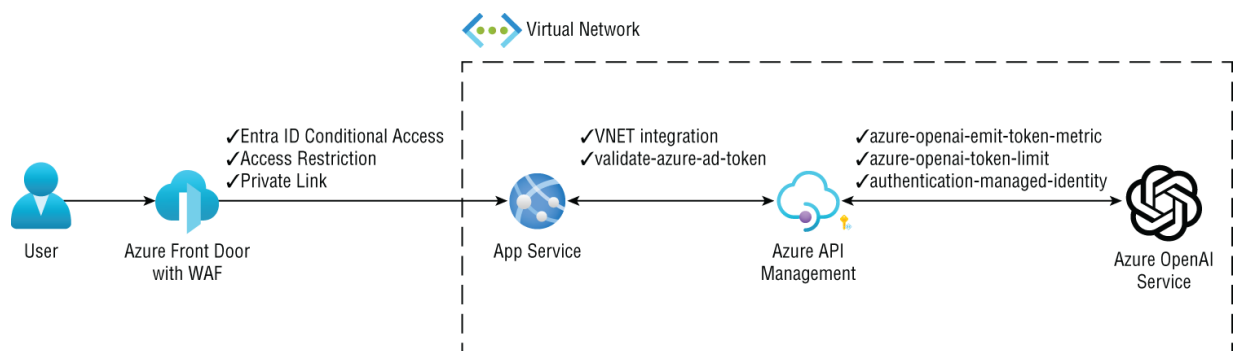 Virtual Network
✓Entra ID Conditional Access
✓Access Restriction
✓Private Link
✓VNET integration
✓validate-azure-ad-token
✓azure-openai-emit-token-metric
✓azure-openai-token-limit
✓authentication-managed-identity
User
Azure Front Door
with WAF
App Service
Azure API
Management
Azure OpenAI
Service